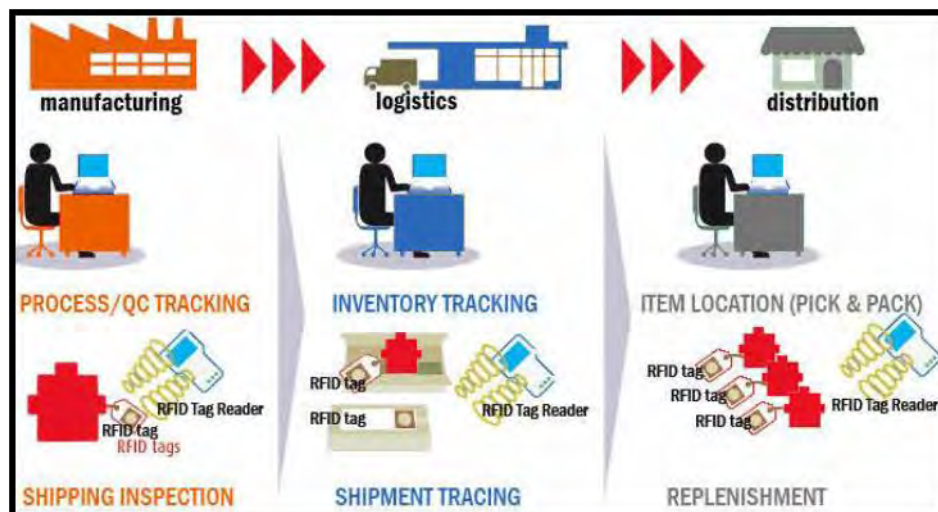 manufacturing
logistics
distribution
PROCESS/QC TRACKING
INVENTORY TRACKING
ITEM LOCATION (PICK & PACK)
RFID tag
RFID Tag Reader
RFID tags
RFID tag
RFID tag
RFID Tag Reader
RFID tag
RFID tag
RFID tag
RFID Tag Reader
SHIPPING INSPECTION
SHIPMENT TRACING
REPLENISHMENT